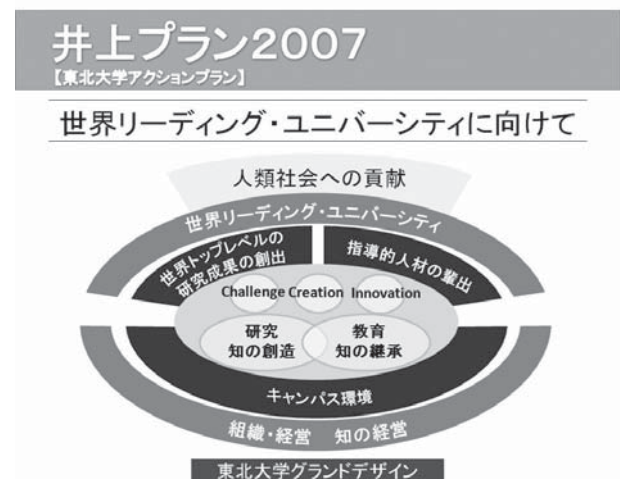 井上プラン2007
【東北大学アクションプラン】
世界リーディング・ユニバーシティに向けて
人類社会への貢献
世界リーディング・ユニバーシティ
世界トップレベルの
研究成果の創出
指導的人材の輩出
Challenge Creation Innovation
研究
知の創造
教育
知の継承
キャンパス環境
組織・経営 知の経営
東北大学グランドデザイン